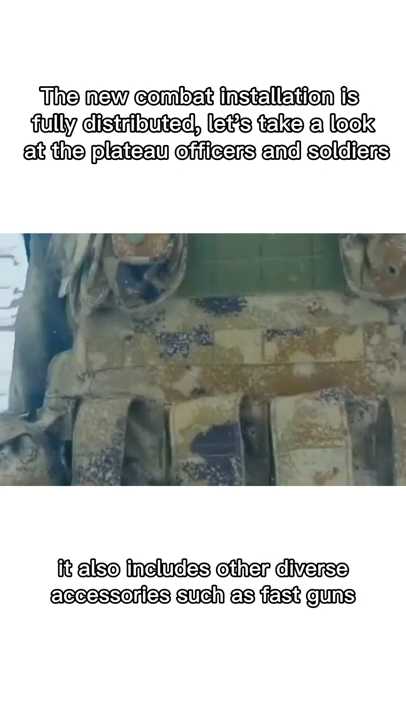 The new combat installation is
fully distributed, let's take a look
at the plateau officers and soldiers
it also includes other diverse
accessories such as fast guns